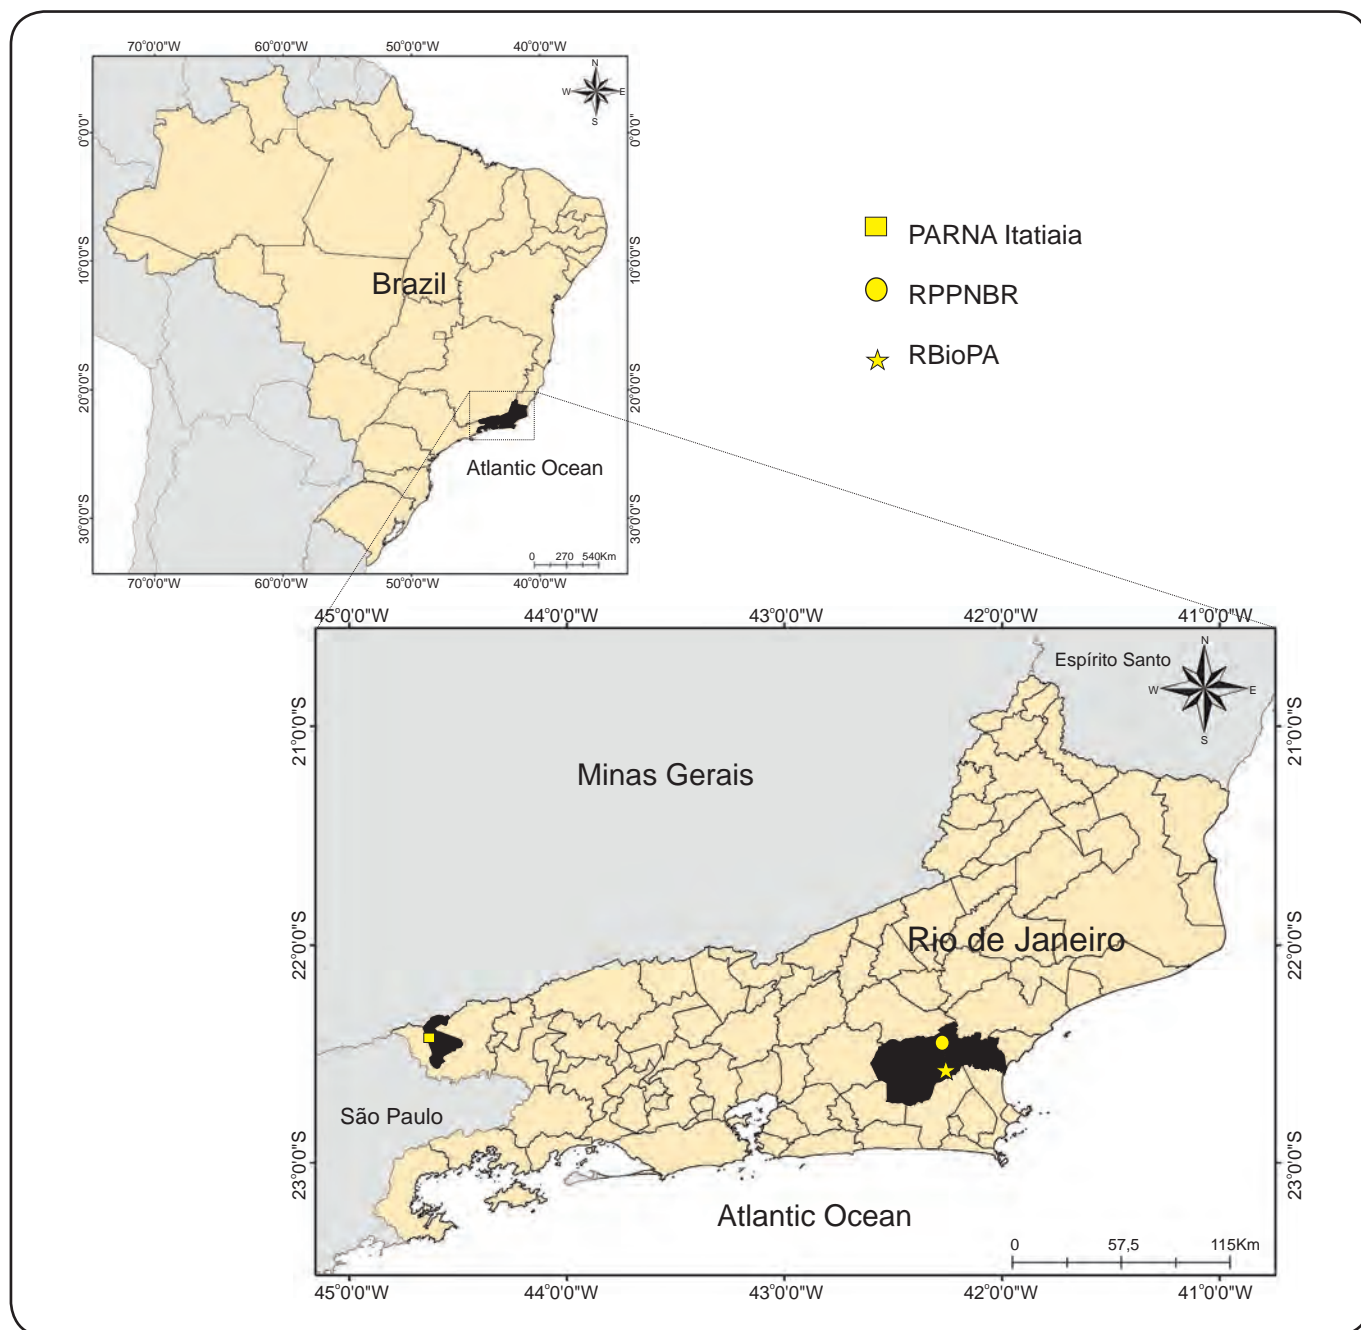 70°0'0"W 60°0'0"W 50°0'0"W 40°0'0"W
N
W E
S
0°0'0"
0°0'0"
10°0'0"S
10°0'0"S
20°0'0"S
20°0'0"S
30°0'0"S
30°0'0"S
Brazil
Atlantic Ocean
0 270 540Km
70°0'0"W 60°0'0"W 50°0'0"W 40°0'0"W
PARNA Itatiaia
RPPNBR
RBioPA
45°0'0"W 44°0'0"W 43°0'0"W 42°0'0"W 41°0'0"W
Espírito Santo
N
W E
S
21°0'0"S
21°0'0"S
Minas Gerais
Rio de Janeiro
22°0'0"S
22°0'0"S
São Paulo
23°0'0"S
23°0'0"S
Atlantic Ocean
0 57,5 115Km
45°0'0"W 44°0'0"W 43°0'0"W 42°0'0"W 41°0'0"W